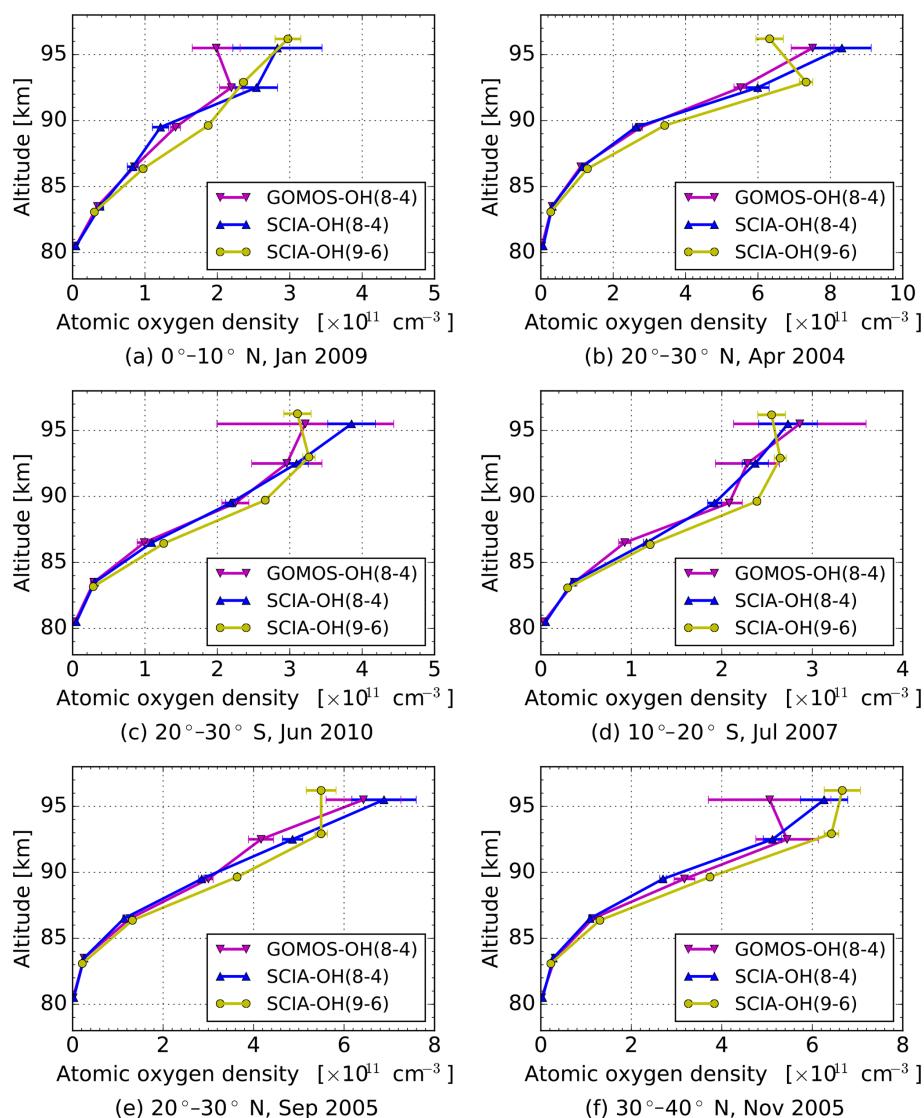 95
90
85
80
Altitude [km]
GOMOS-OH(8-4)
SCIA-OH(8-4)
SCIA-OH(9-6)
0 1 2 3 4 5
Atomic oxygen density [×10¹¹ cm⁻³]
(a) 0°–10° N, Jan 2009
95
90
85
80
Altitude [km]
GOMOS-OH(8-4)
SCIA-OH(8-4)
SCIA-OH(9-6)
0 2 4 6 8 10
Atomic oxygen density [×10¹¹ cm⁻³]
(b) 20°–30° N, Apr 2004
95
90
85
80
Altitude [km]
GOMOS-OH(8-4)
SCIA-OH(8-4)
SCIA-OH(9-6)
0 1 2 3 4 5
Atomic oxygen density [×10¹¹ cm⁻³]
(c) 20°–30° S, Jun 2010
95
90
85
80
Altitude [km]
GOMOS-OH(8-4)
SCIA-OH(8-4)
SCIA-OH(9-6)
0 1 2 3 4
Atomic oxygen density [×10¹¹ cm⁻³]
(d) 10°–20° S, Jul 2007
95
90
85
80
Altitude [km]
GOMOS-OH(8-4)
SCIA-OH(8-4)
SCIA-OH(9-6)
0 2 4 6 8
Atomic oxygen density [×10¹¹ cm⁻³]
(e) 20°–30° N, Sep 2005
95
90
85
80
Altitude [km]
GOMOS-OH(8-4)
SCIA-OH(8-4)
SCIA-OH(9-6)
0 2 4 6 8
Atomic oxygen density [×10¹¹ cm⁻³]
(f) 30°–40° N, Nov 2005